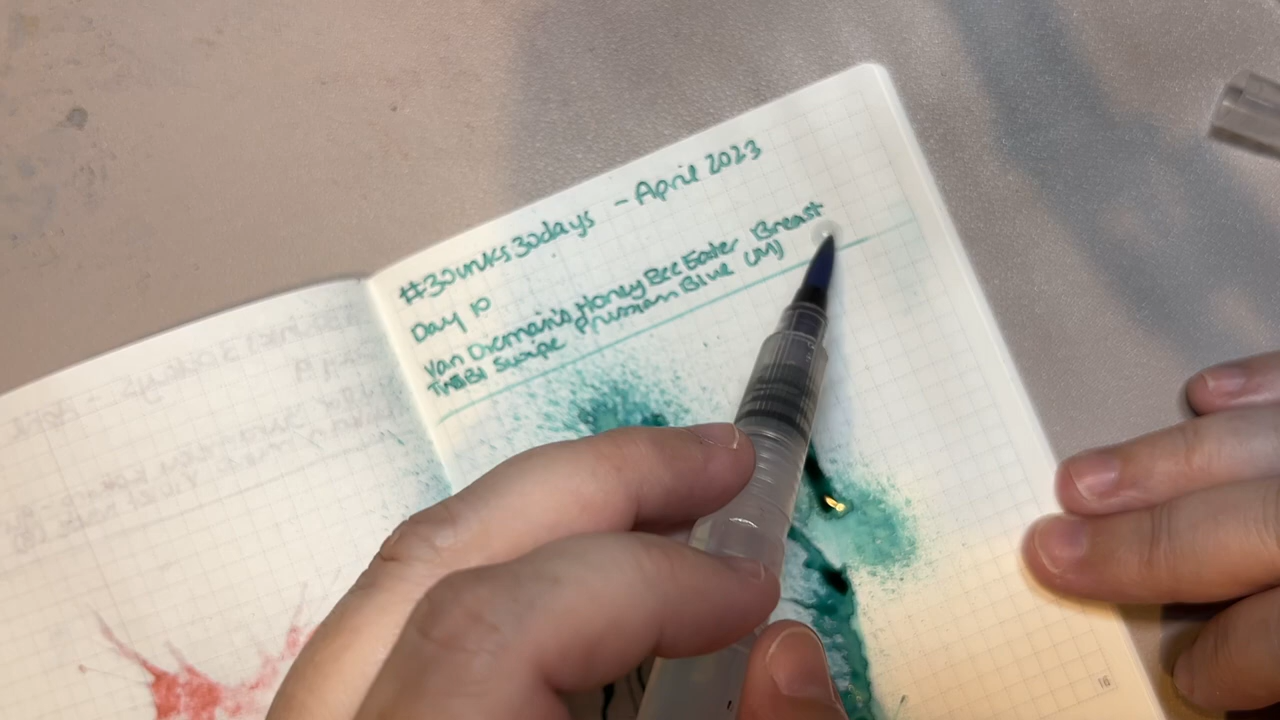 #30inks30days - April 2023
Day 10
Van Dieman's Honey Bee Eater Breast
TWSBI Swipe Prussian Blue (M)